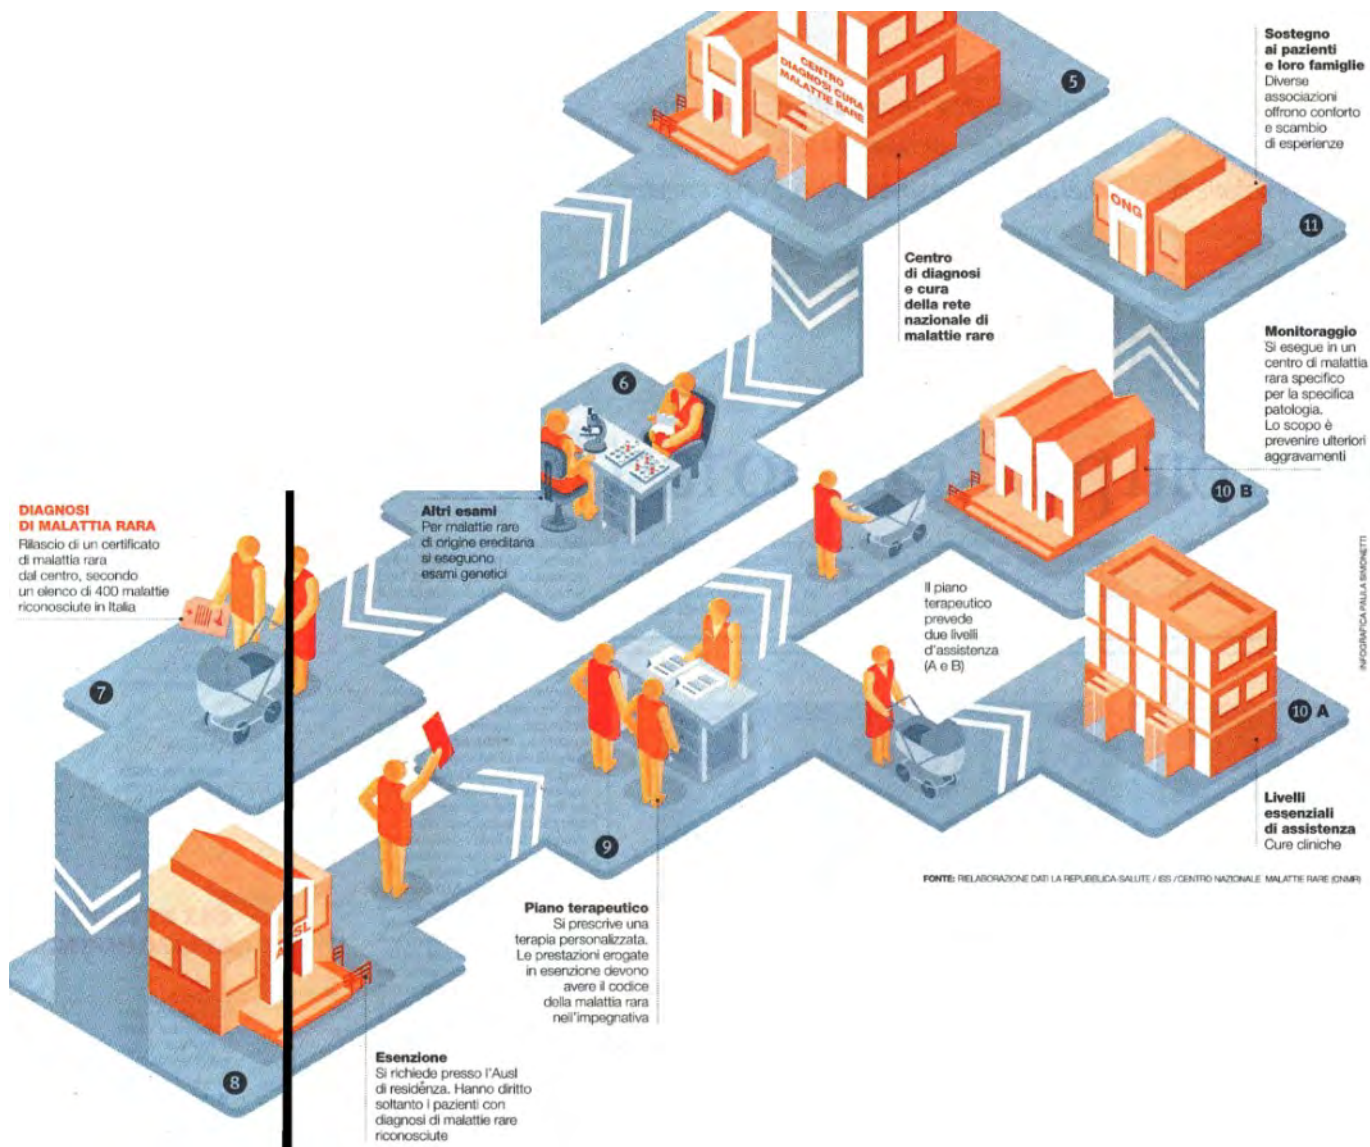 CENTRO
DIAGNOSI CURA
MALATTIE RARE
5
Sostegno
ai pazienti
e loro famiglie
Diverse
associazioni
offrono conforto
e scambio
di esperienze
ONG
11
Centro
di diagnosi
e cura
della rete
nazionale di
malattie rare
Monitoraggio
Si esegue in un
centro di malattia
rara specifico
per la specifica
patologia.
Lo scopo è
prevenire ulteriori
aggravamenti
6
Altri esami
Per malattie rare
di origine ereditaria
si eseguono
esami genetici
10 B
DIAGNOSI
DI MALATTIA RARA
Rilascio di un certificato
di malattia rara
dal centro, secondo
un elenco di 400 malattie
riconosciute in Italia
7
Il piano
terapeutico
prevede
due livelli
d'assistenza
(A e B)
10 A
INFOGRAFICA PAULA SIMONETTI
Livelli
essenziali
di assistenza
Cure cliniche
9
FONTE: RIELABORAZIONE DATI LA REPUBBLICA-SALUTE / ISS / CENTRO NAZIONALE MALATTIE RARE (CNMR)
Piano terapeutico
Si prescrive una
terapia personalizzata.
Le prestazioni erogate
in esenzione devono
avere il codice
della malattia rara
nell'impegnativa
8
Esenzione
Si richiede presso l'Ausl
di residenza. Hanno diritto
soltanto i pazienti con
diagnosi di malattie rare
riconosciute